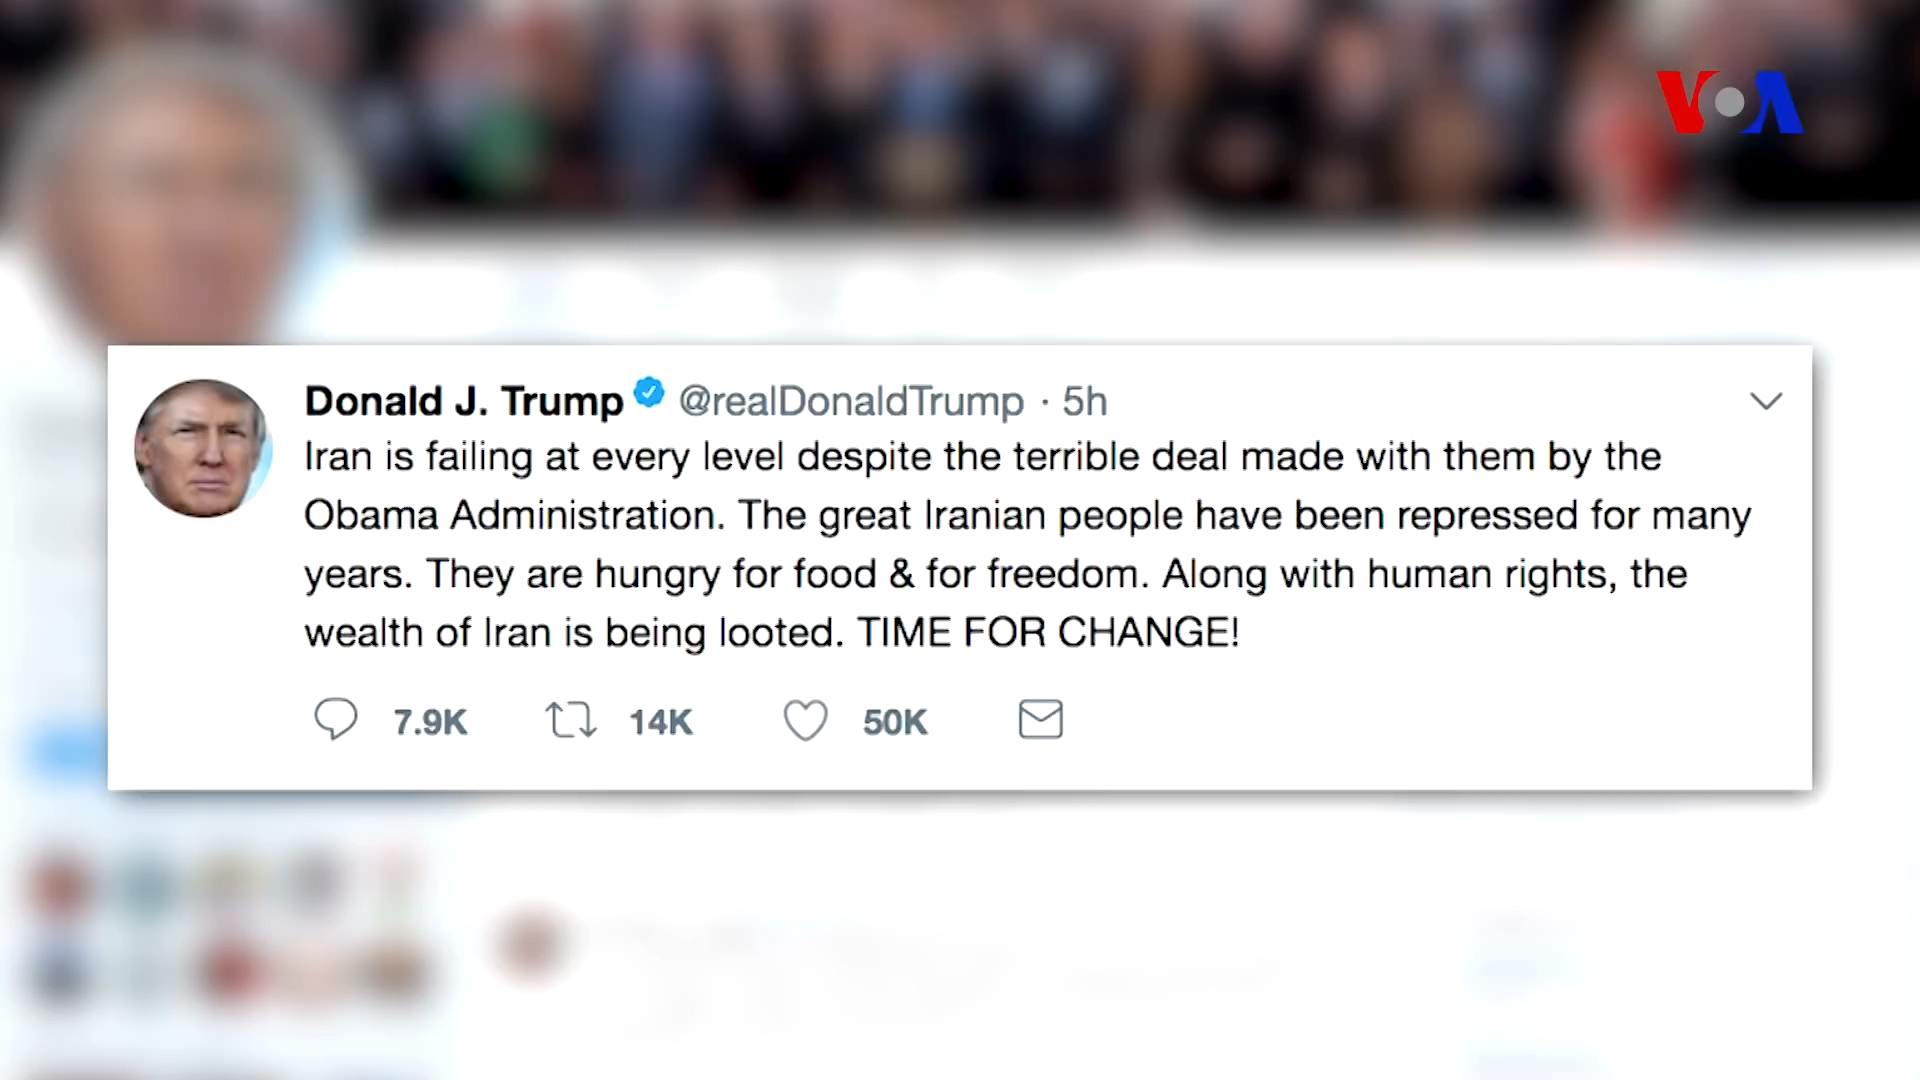 VOA
Donald J. Trump @realDonaldTrump · 5h
Iran is failing at every level despite the terrible deal made with them by the
Obama Administration. The great Iranian people have been repressed for many
years. They are hungry for food & for freedom. Along with human rights, the
wealth of Iran is being looted. TIME FOR CHANGE!
7.9K 14K 50K